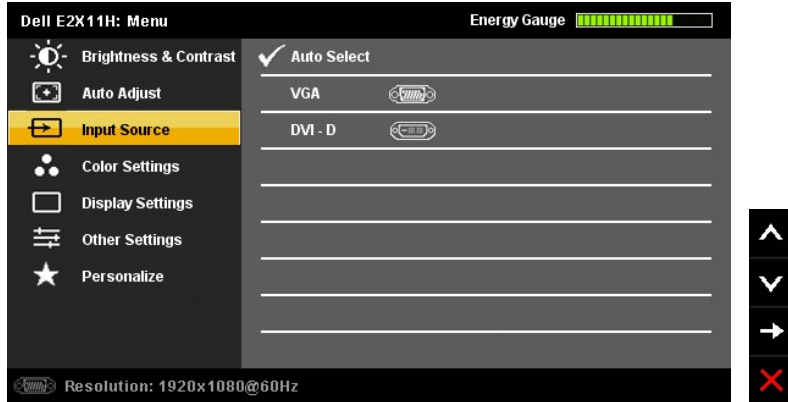 Dell E2X11H: Menu
Energy Gauge
Brightness & Contrast
Auto Adjust
Input Source
Color Settings
Display Settings
Other Settings
Personalize
Auto Select
VGA
DVI - D
Resolution: 1920x1080@60Hz